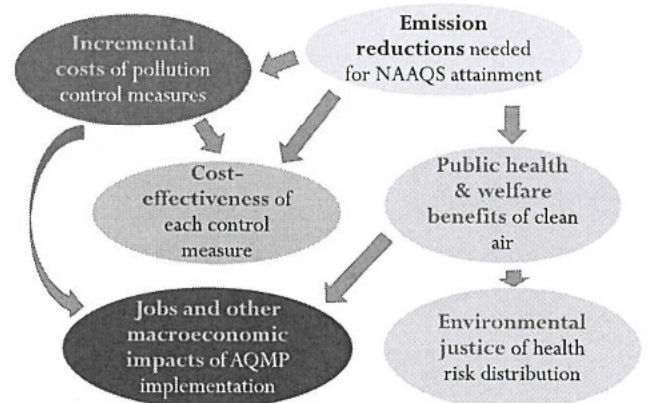 Incremental
costs of pollution
control measures
Emission
reductions needed
for NAAQS attainment
Cost-
effectiveness of
each control
measure
Public health
& welfare
benefits of clean
air
Jobs and other
macroeconomic
impacts of AQMP
implementation
Environmental
justice of health
risk distribution